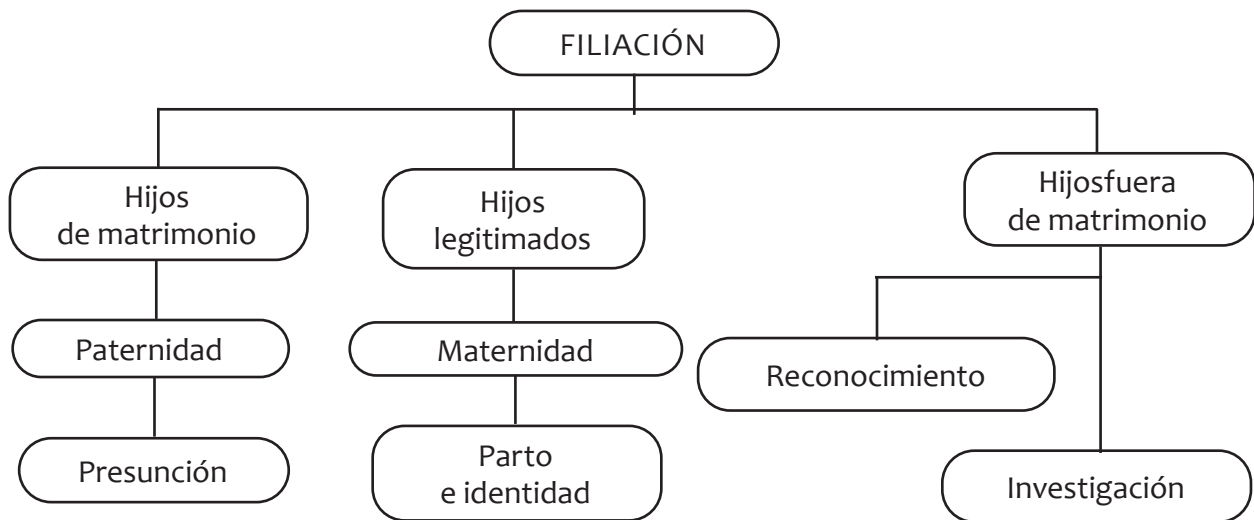 FILIACIÓN
Hijos
de matrimonio
Hijos
legitimados
Hijosfuera
de matrimonio
Paternidad
Maternidad
Reconocimiento
Presunción
Parto
e identidad
Investigación